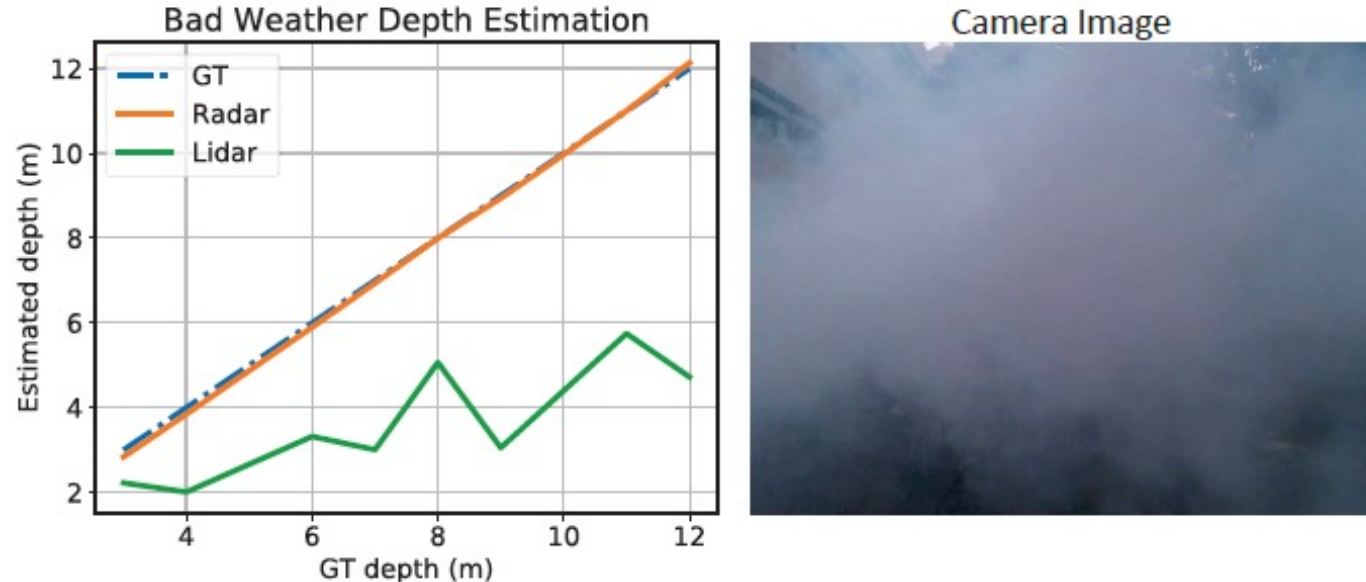 Bad Weather Depth Estimation
GT
Radar
Lidar
Estimated depth (m)
12
10
8
6
4
2
4 6 8 10 12
GT depth (m)
Camera Image